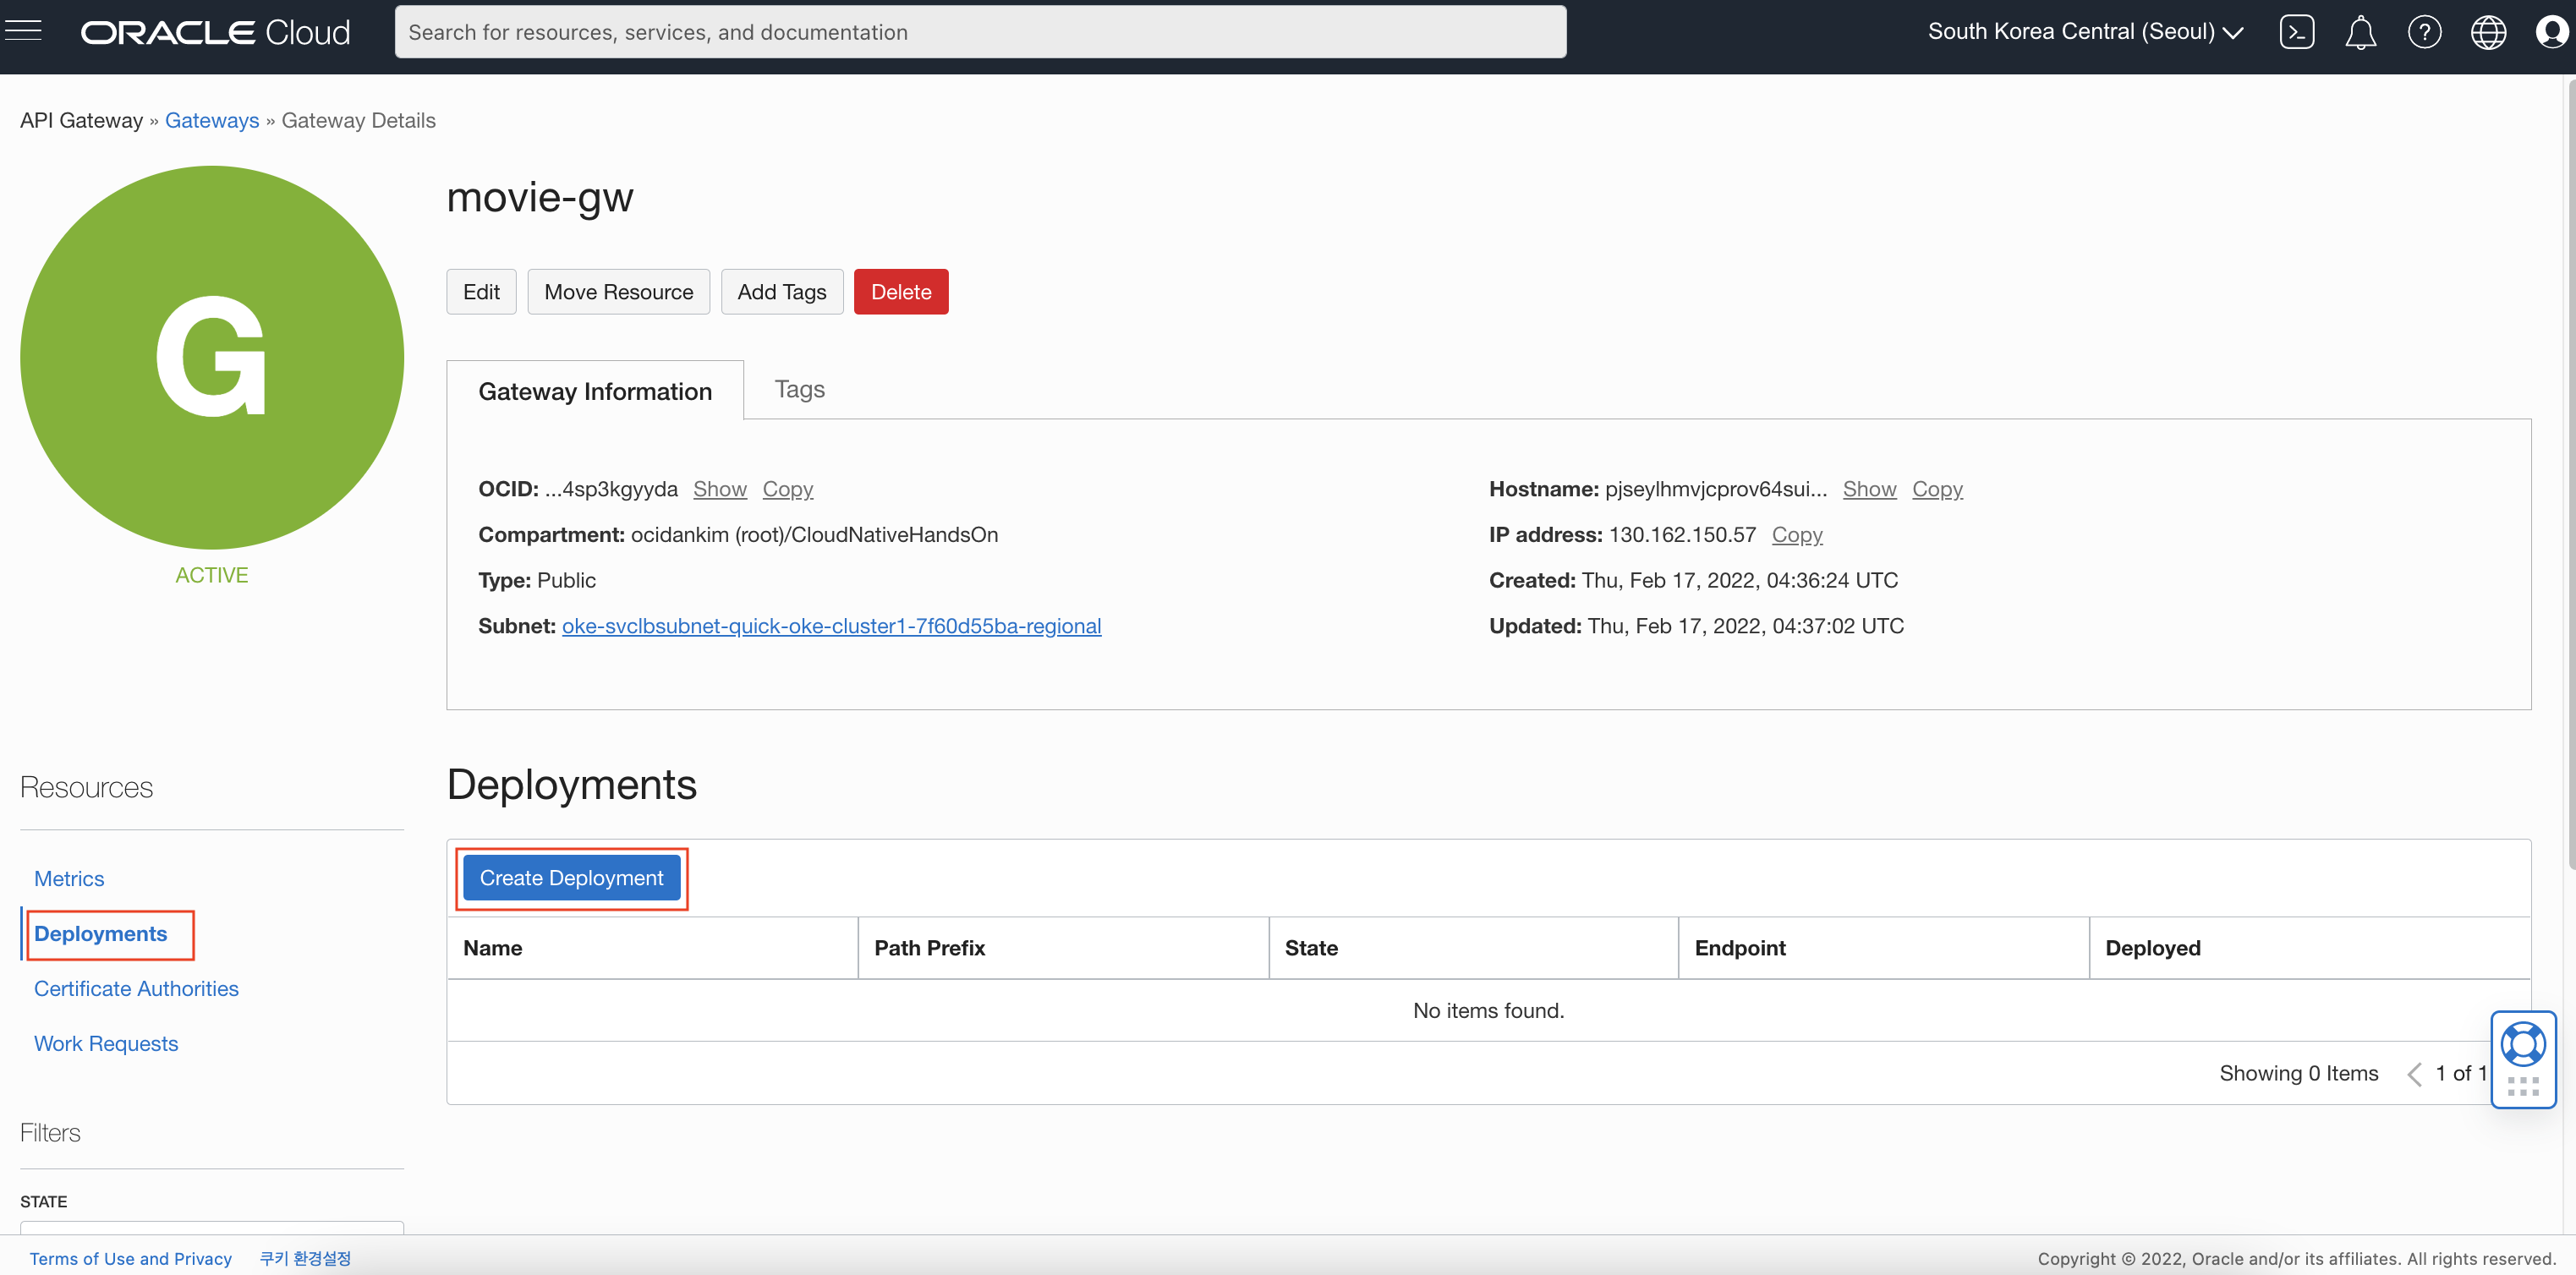 ORACLE Cloud
Search for resources, services, and documentation
South Korea Central (Seoul)
API Gateway » Gateways » Gateway Details
G
ACTIVE
movie-gw
Edit Move Resource Add Tags Delete
Gateway Information Tags
OCID: ...4sp3kgyyda Show Copy
Compartment: ocidankim (root)/CloudNativeHandsOn
Type: Public
Subnet: oke-svclbsubnet-quick-oke-cluster1-7f60d55ba-regional
Hostname: pjseylhmvjcprov64sui... Show Copy
IP address: 130.162.150.57 Copy
Created: Thu, Feb 17, 2022, 04:36:24 UTC
Updated: Thu, Feb 17, 2022, 04:37:02 UTC
Resources
Metrics
Deployments
Certificate Authorities
Work Requests
Filters
STATE
Deployments
Create Deployment
Name Path Prefix State Endpoint Deployed
No items found.
Showing 0 Items 1 of 1
Terms of Use and Privacy 쿠키 환경설정
Copyright © 2022, Oracle and/or its affiliates. All rights reserved.